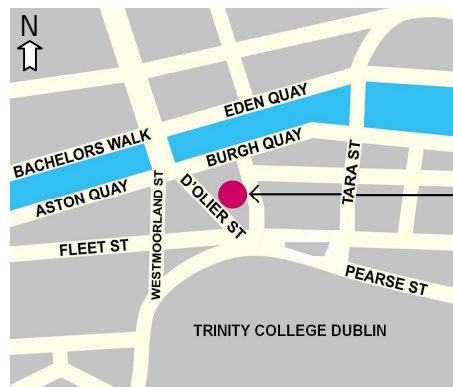 N
EDEN QUAY
BACHELORS WALK
BURGH QUAY
ASTON QUAY
D'OLIER ST
TARA ST
WESTMOORLAND ST
FLEET ST
PEARSE ST
TRINITY COLLEGE DUBLIN